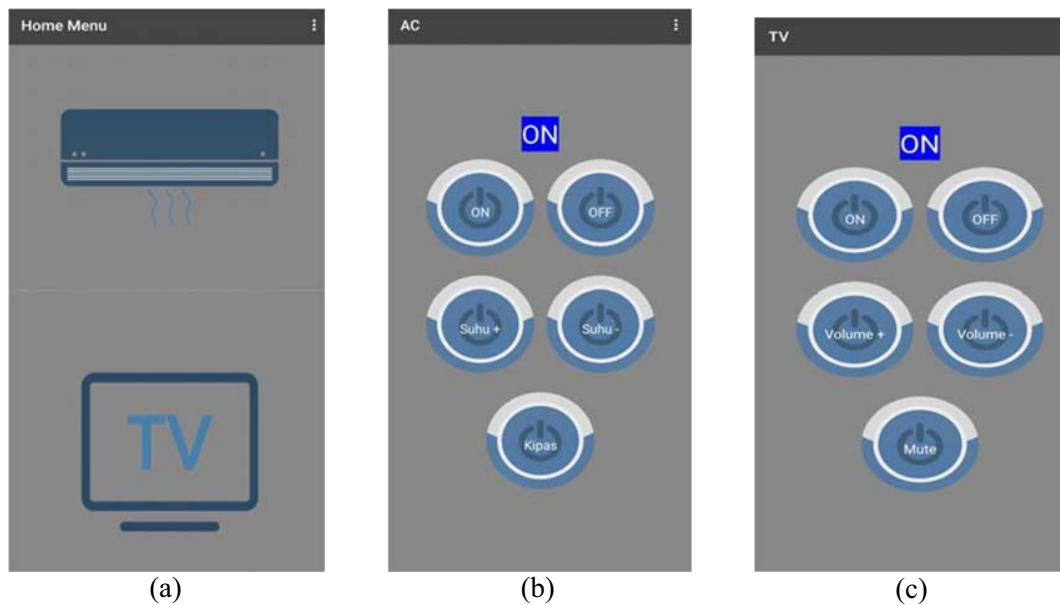 Home Menu
TV
(a)
AC
ON
ON OFF
Suhu + Suhu -
Kipas
(b)
TV
ON
ON OFF
Volume + Volume -
Mute
(c)